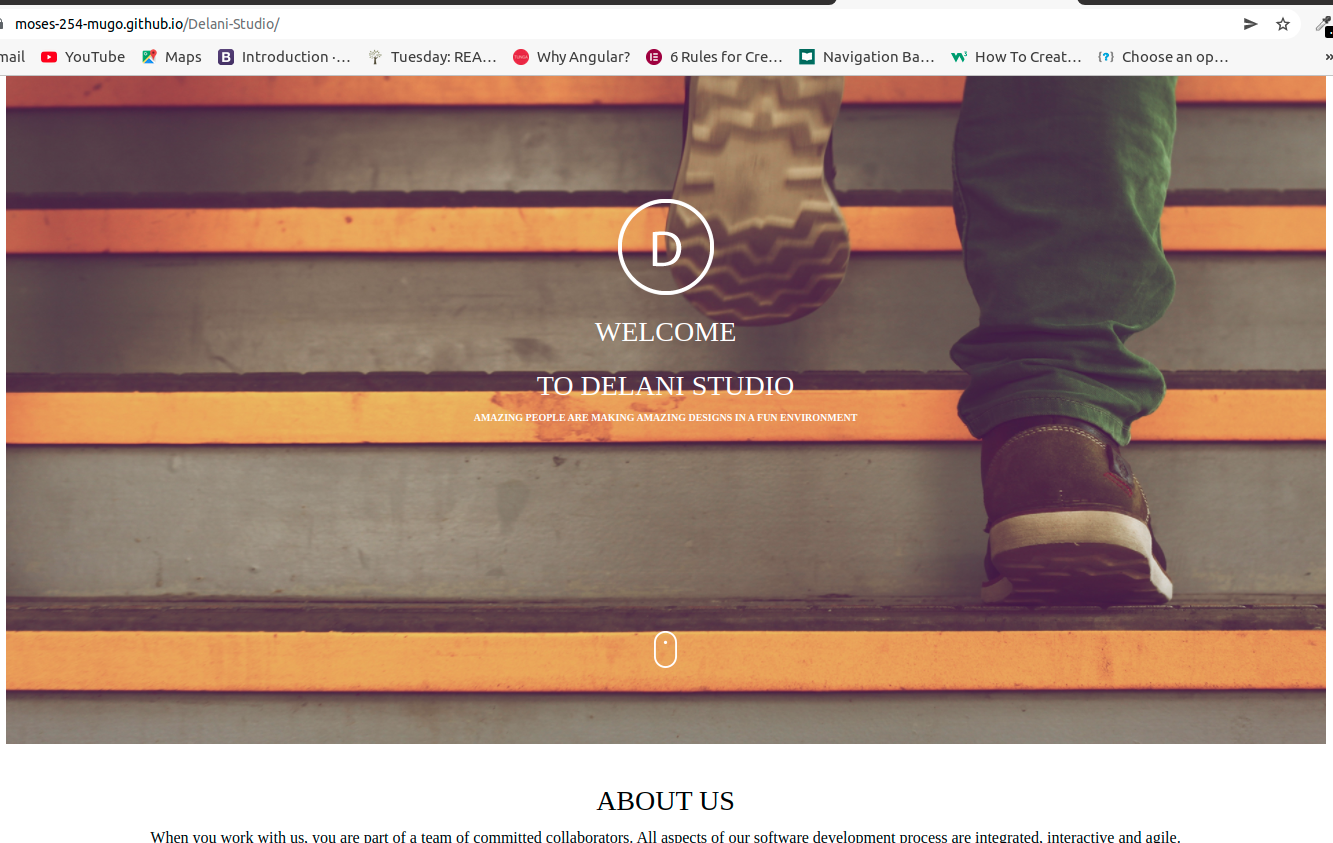 moses-254-mugo.github.io/Delani-Studio/
mail YouTube Maps B Introduction ·... Tuesday: REA... Why Angular? 6 Rules for Cre... Navigation Ba... How To Creat... {?} Choose an op... »
D
WELCOME
TO DELANI STUDIO
AMAZING PEOPLE ARE MAKING AMAZING DESIGNS IN A FUN ENVIRONMENT
ABOUT US
When you work with us, you are part of a team of committed collaborators. All aspects of our software development process are integrated, interactive and agile.